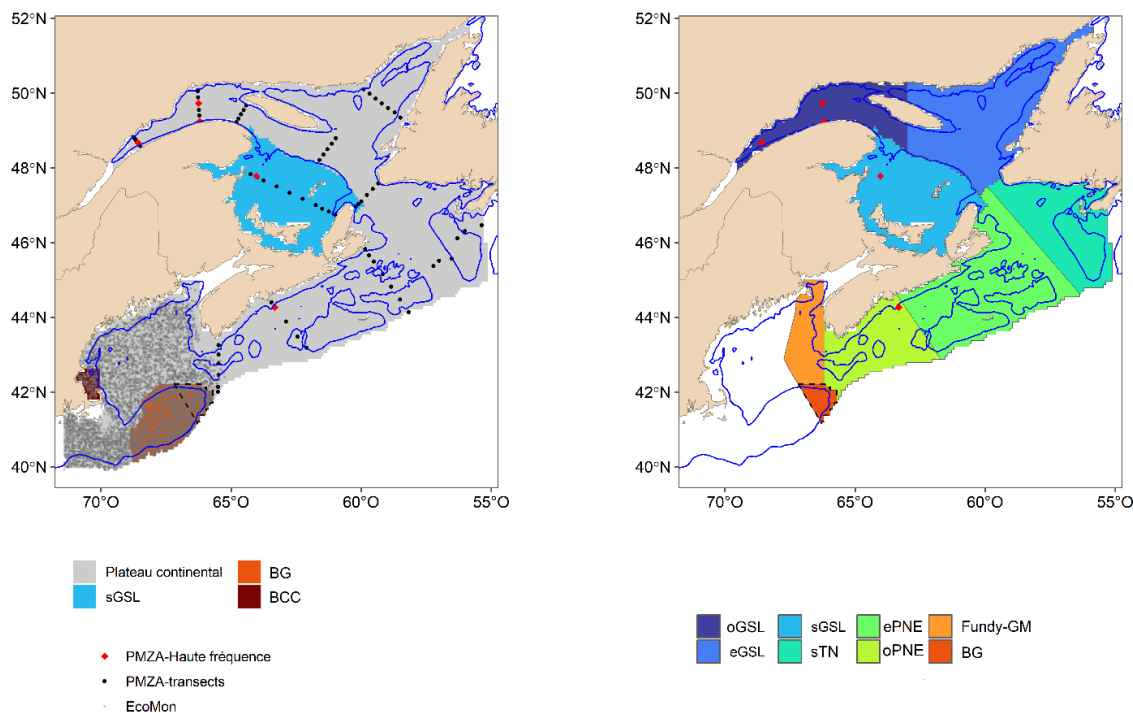 52°N
50°N
48°N
46°N
44°N
42°N
40°N
70°O 65°O 60°O 55°O
Plateau continental
BG
sGSL
BCC
PMZA-Haute fréquence
PMZA-transects
EcoMon
52°N
50°N
48°N
46°N
44°N
42°N
40°N
70°O 65°O 60°O 55°O
oGSL sGSL ePNE Fundy-GM
eGSL sTN oPNE BG